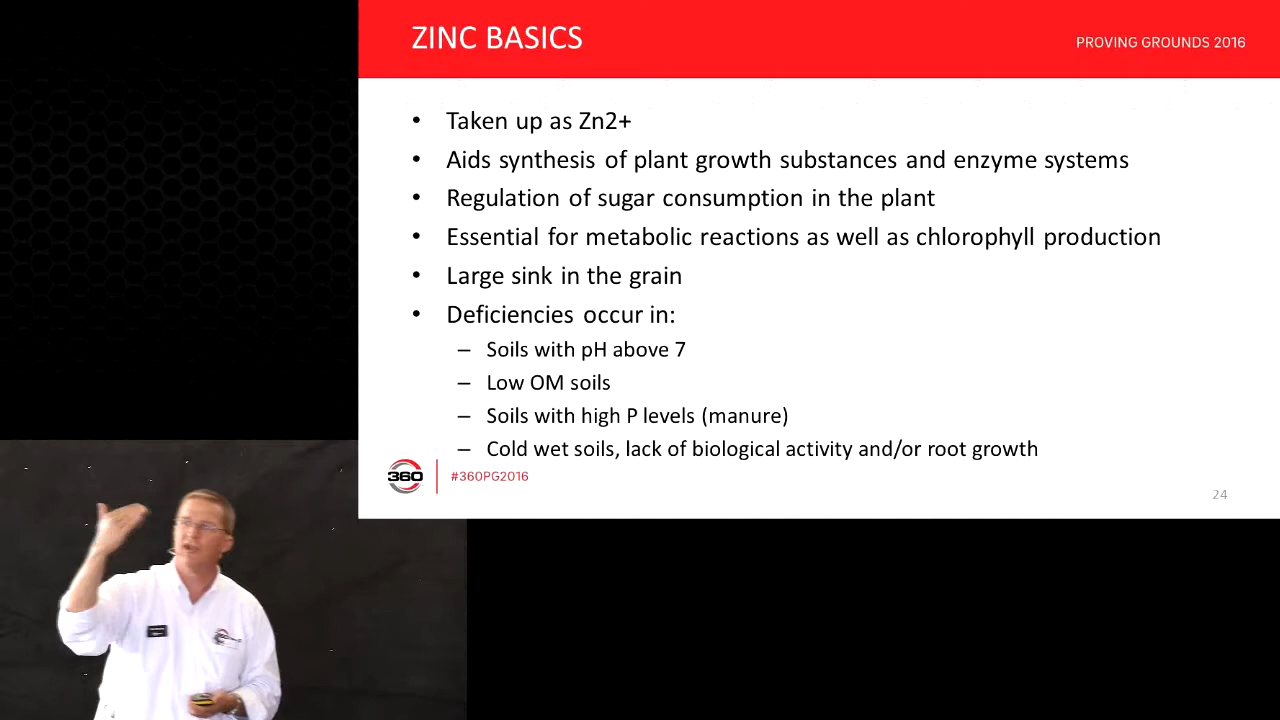 ZINC BASICS
PROVING GROUNDS 2016
• Taken up as Zn2+
• Aids synthesis of plant growth substances and enzyme systems
• Regulation of sugar consumption in the plant
• Essential for metabolic reactions as well as chlorophyll production
• Large sink in the grain
• Deficiencies occur in:
– Soils with pH above 7
– Low OM soils
– Soils with high P levels (manure)
– Cold wet soils, lack of biological activity and/or root growth
360
#360PG2016
24